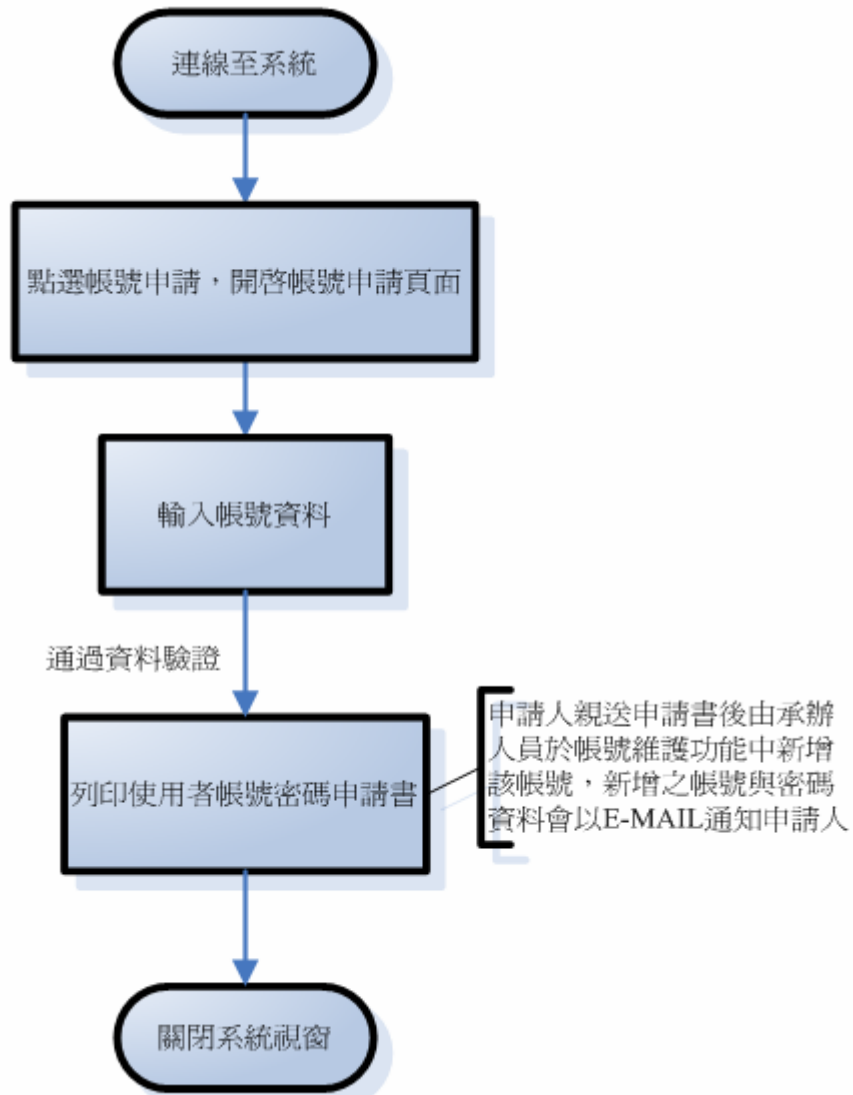 連線至系統
點選帳號申請，開啓帳號申請頁面
輸入帳號資料
通過資料驗證
列印使用者帳號密碼申請書
申請人親送申請書後由承辦
人員於帳號維護功能中新增
該帳號，新增之帳號與密碼
資料會以E-MAIL通知申請人
關閉系統視窗